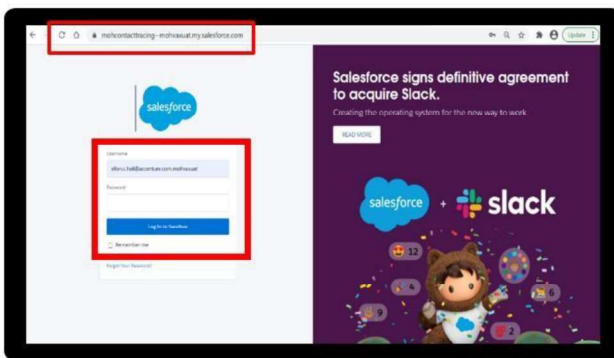 mohcontacttracing--mohvaxuat.my.salesforce.com
Update
salesforce
Username
Password
Log In to Sandbox
Remember me
Forgot Your Password?
Salesforce signs definitive agreement
to acquire Slack.
Creating the operating system for the new way to work
READ MORE
salesforce + slack
12
4
6
9
2